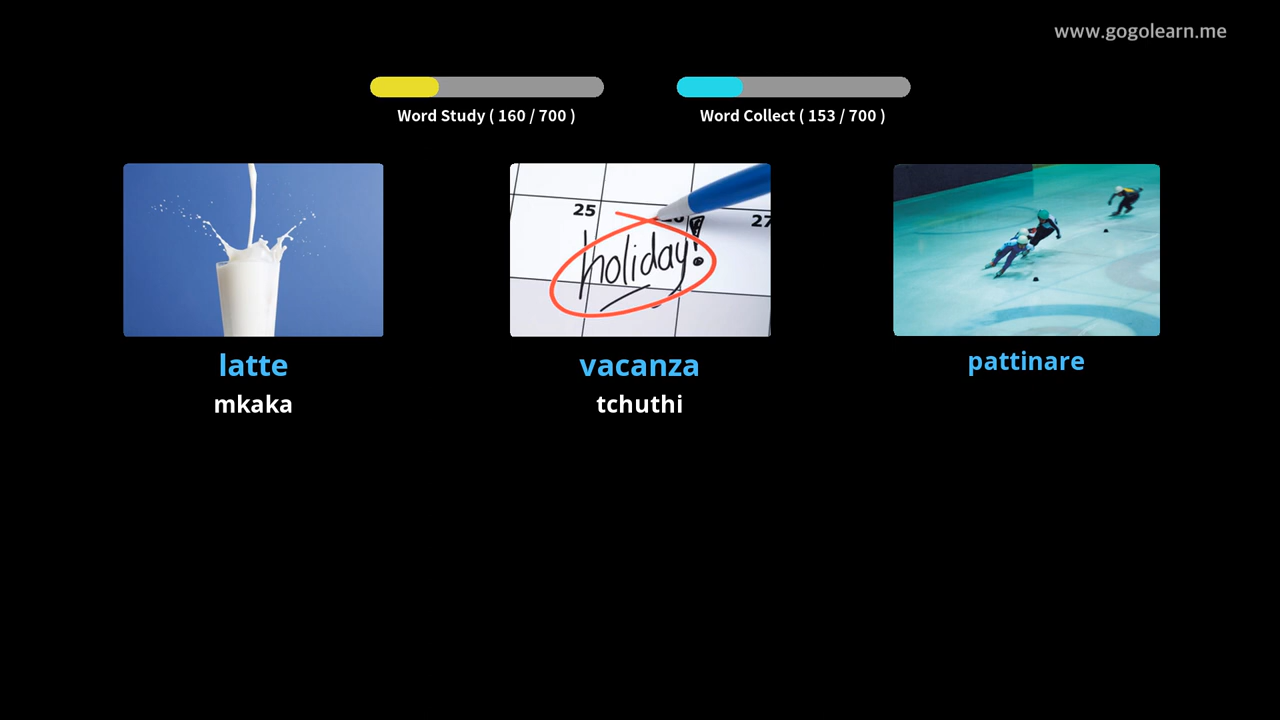 www.gogolearn.me
Word Study ( 160 / 700 )
Word Collect ( 153 / 700 )
25
27
holiday!
latte
vacanza
pattinare
mkaka
tchuthi